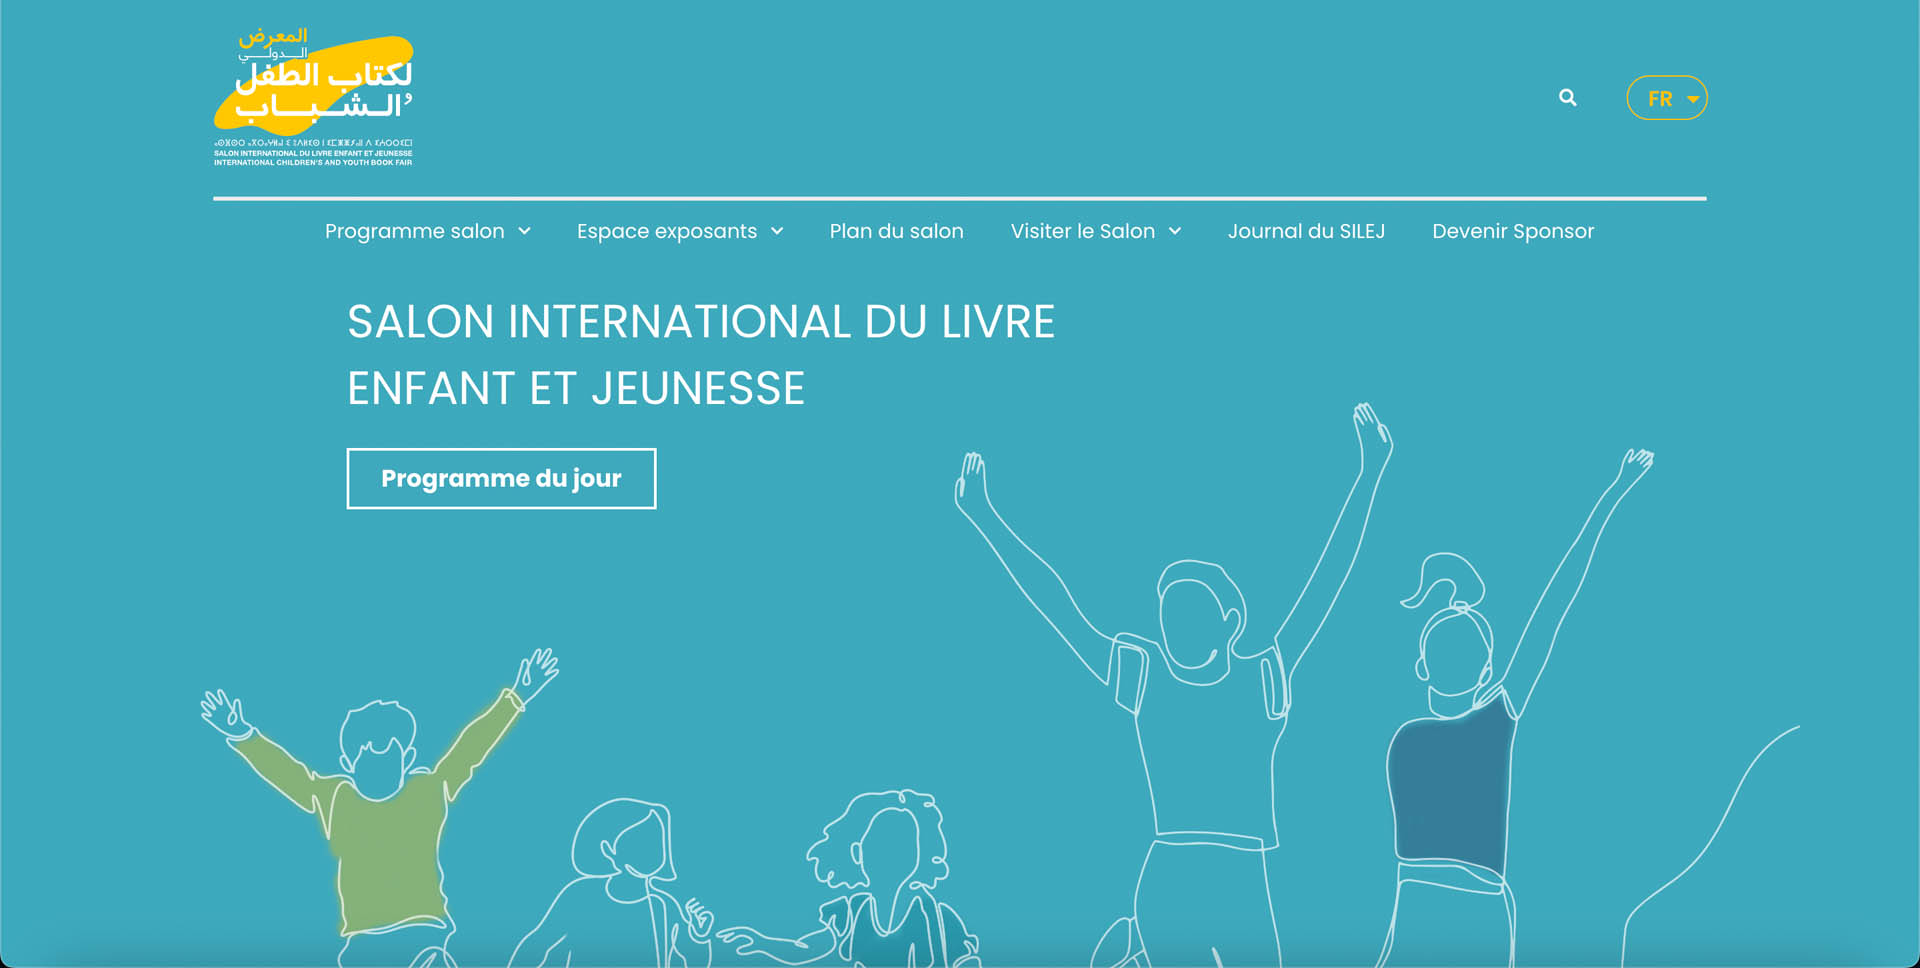 المعرض
الدولي
لكتاب الطفل
والشباب
SALON INTERNATIONAL DU LIVRE ENFANT ET JEUNESSE
INTERNATIONAL CHILDREN'S AND YOUTH BOOK FAIR
FR
Programme salon Espace exposants Plan du salon Visiter le Salon Journal du SILEJ Devenir Sponsor
SALON INTERNATIONAL DU LIVRE
ENFANT ET JEUNESSE
Programme du jour